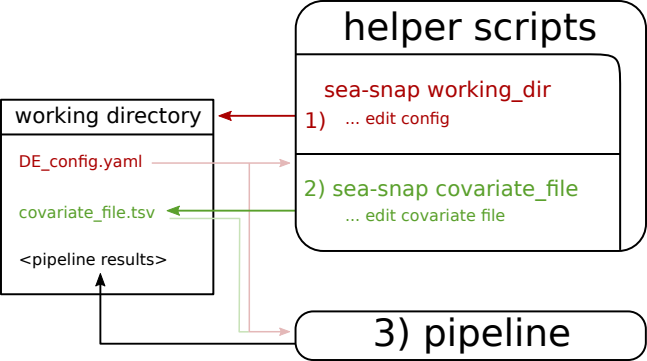 helper scripts
sea-snap working_dir
1) ... edit config
working directory
DE_config.yaml
2) sea-snap covariate_file
... edit covariate file
covariate_file.tsv
<pipeline results>
3) pipeline